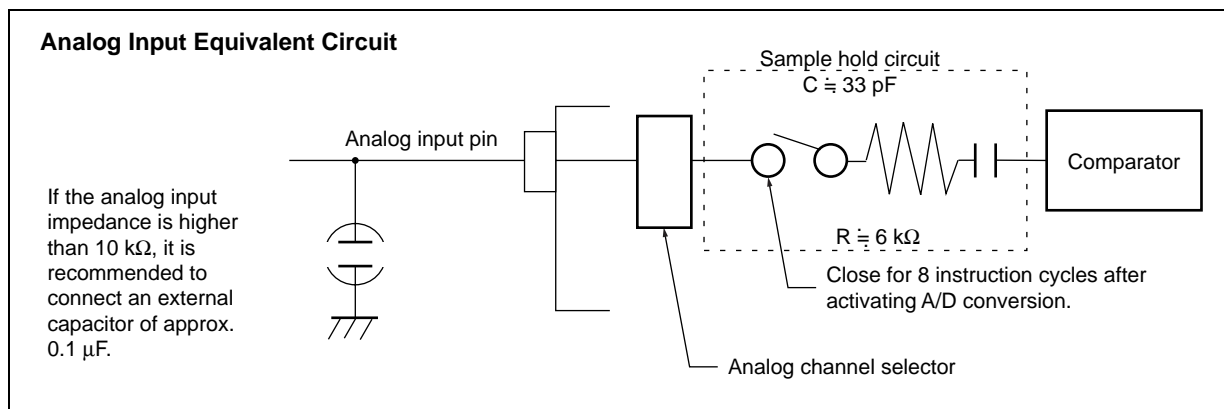 Analog Input Equivalent Circuit
Sample hold circuit
C ≒ 33 pF
Analog input pin
Comparator
If the analog input
impedance is higher
than 10 kΩ, it is
recommended to
connect an external
capacitor of approx.
0.1 µF.
R ≒ 6 kΩ
Close for 8 instruction cycles after
activating A/D conversion.
Analog channel selector